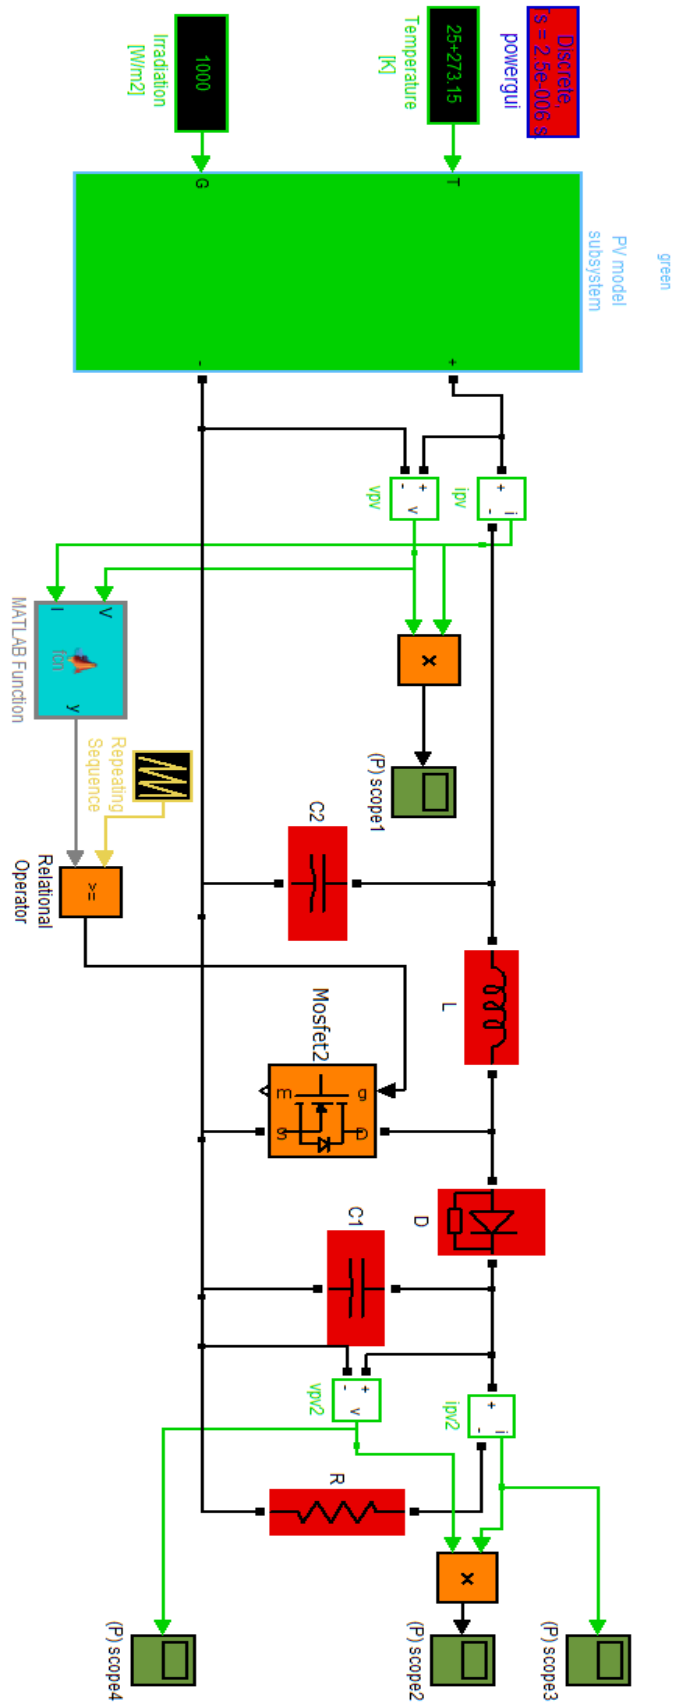 Discrete,
s = 2.5e-006 s
powergui
25+273.15
Temperature
[K]
1000
Irradiation
[W/m2]
T
G
green
PV model
subsystem
+
-
+
-
i
ipv
+
-
v
vpv
×
(P) scope1
V
I
fcn
y
MATLAB Function
Repeating
Sequence
>=
Relational
Operator
C2
L
Mosfet2
g
m
D
S
D
C1
+
-
v
vpv2
+
-
i
ipv2
R
×
(P) scope3
(P) scope2
(P) scope4